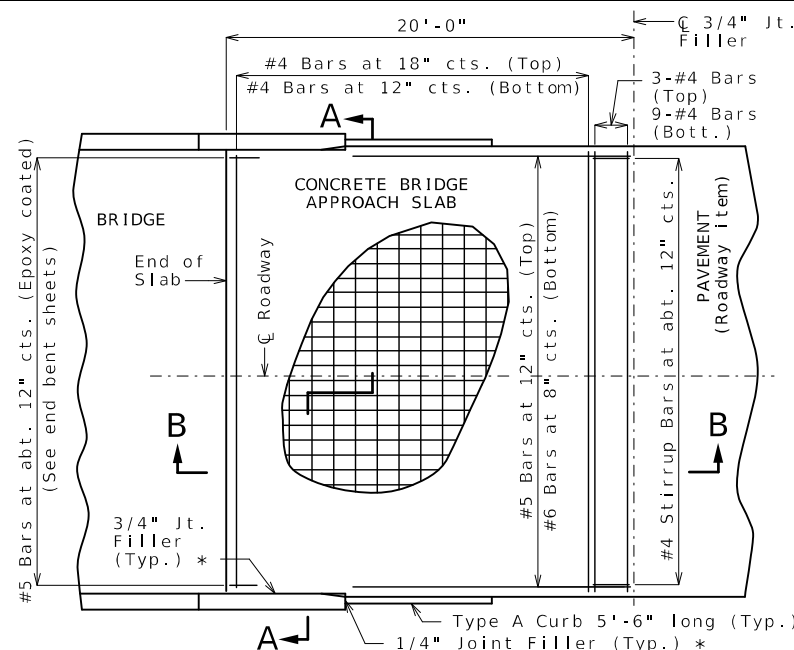 20'-0"
℄ 3/4" Jt.
Filler
#4 Bars at 18" cts. (Top)
#4 Bars at 12" cts. (Bottom)
3-#4 Bars
(Top)
9-#4 Bars
(Bott.)
A
CONCRETE BRIDGE
APPROACH SLAB
BRIDGE
End of
Slab
℄ Roadway
#5 Bars at abt. 12" cts. (Epoxy coated)
(See end bent sheets)
#5 Bars at 12" cts. (Top)
#6 Bars at 8" cts. (Bottom)
#4 Stirrup Bars at abt. 12" cts.
PAVEMENT
(Roadway item)
B
B
3/4" Jt.
Filler
(Typ.) *
A
Type A Curb 5'-6" long (Typ.)
1/4" Joint Filler (Typ.) *